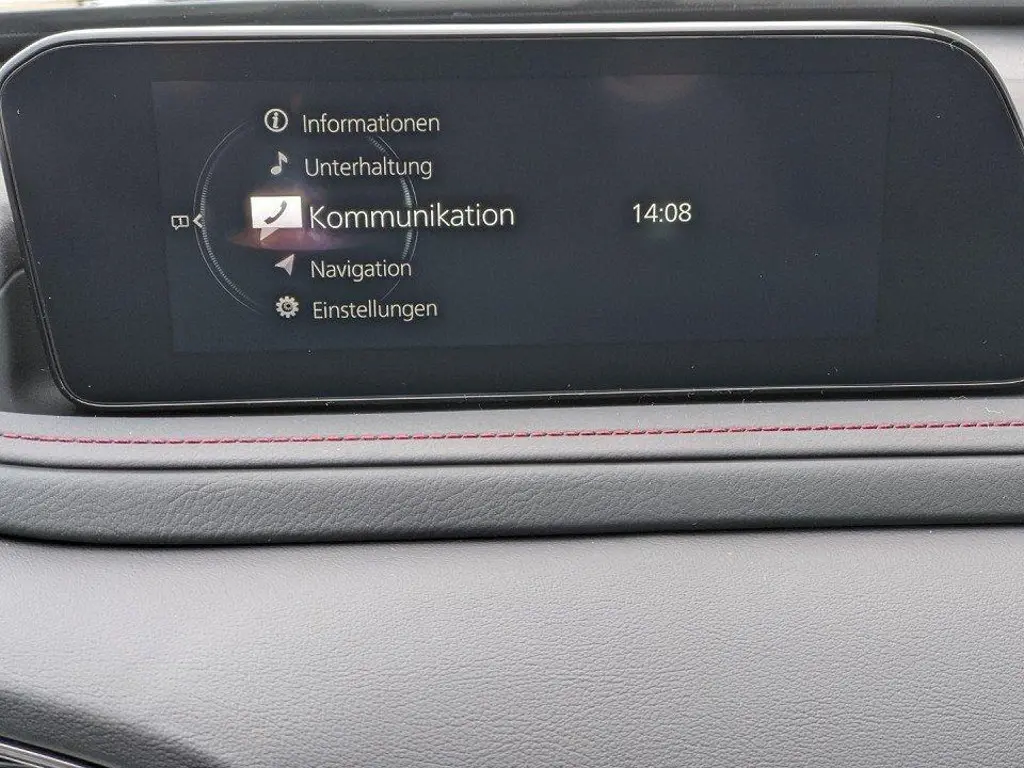 Informationen
Unterhaltung
Kommunikation
14:08
Navigation
Einstellungen